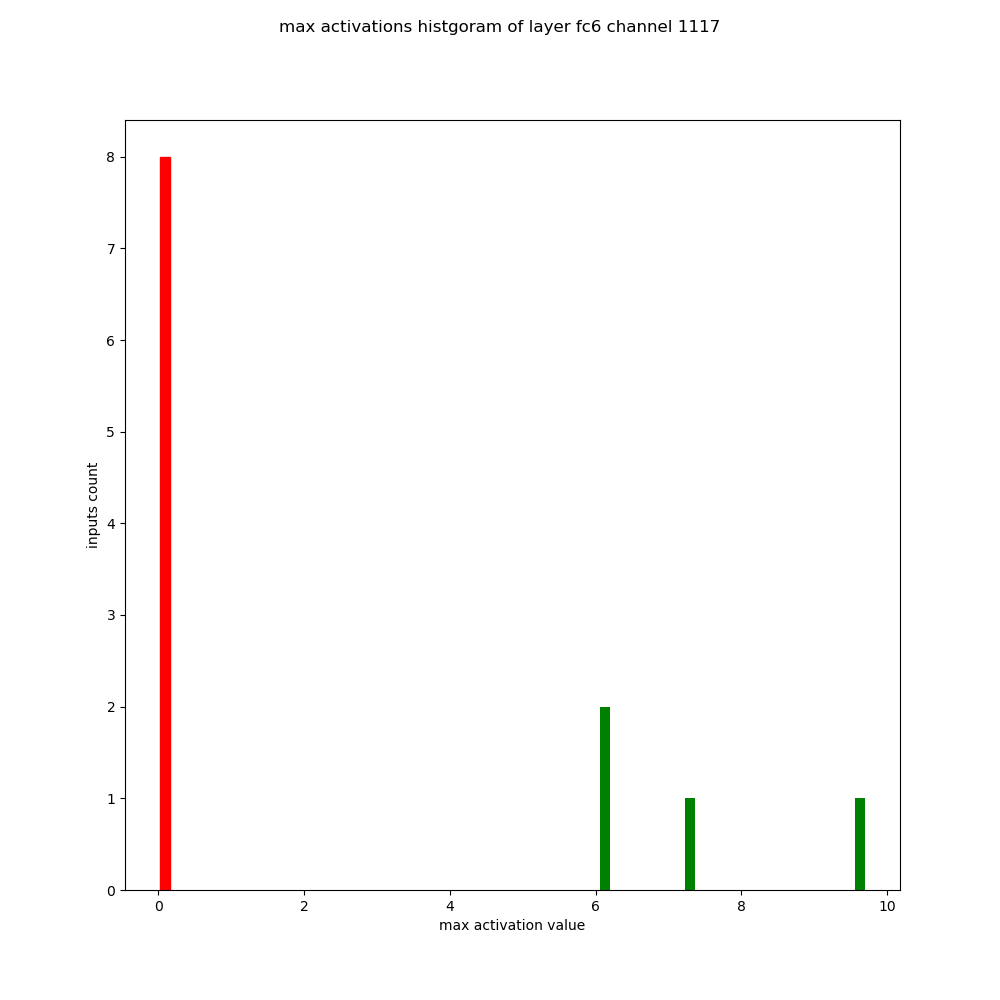 max activations histgoram of layer fc6 channel 1117
8
7
6
5
4
3
2
1
0
inputs count
0 2 4 6 8 10
max activation value